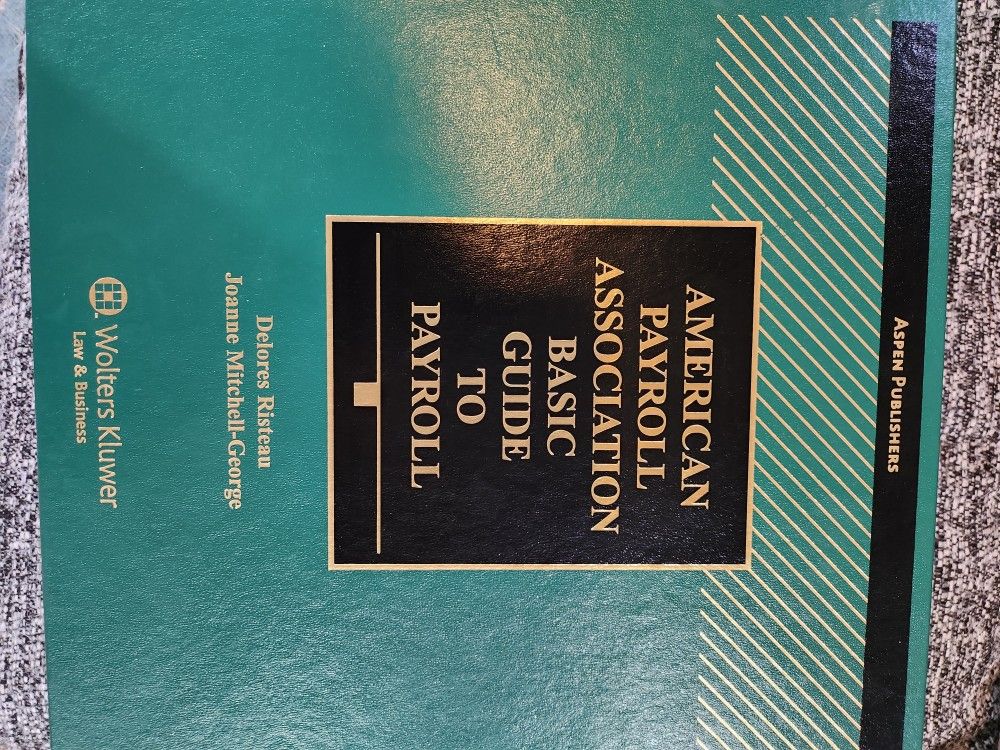 ASPEN PUBLISHERS
AMERICAN
PAYROLL
ASSOCIATION
BASIC
GUIDE
TO
PAYROLL
Delores Risteau
Joanne Mitchell-George
Wolters Kluwer
Law & Business